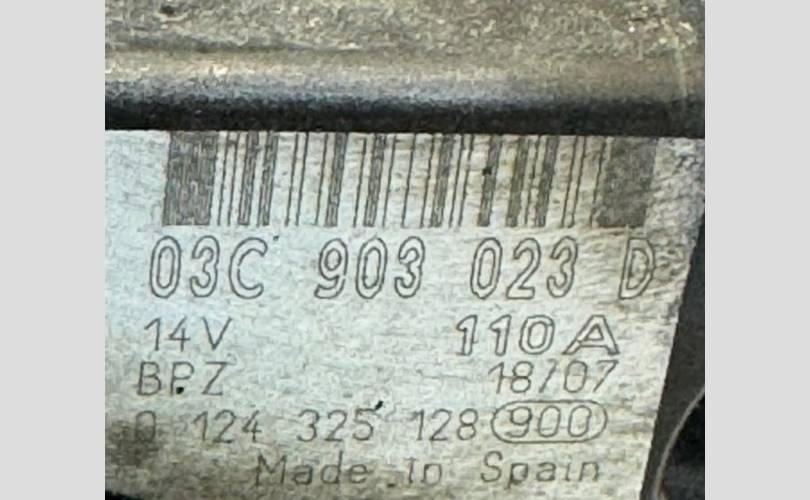 03C 903 023 D
14V 110A
BPZ 18/07
0 124 325 128 900
Made in Spain